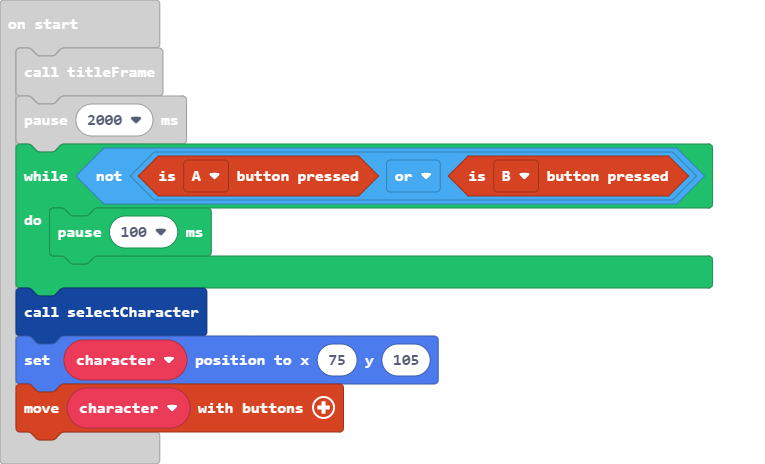 on start
call titleFrame
pause 2000 ms
while not is A button pressed or is B button pressed
do
pause 100 ms
call selectCharacter
set character position to x 75 y 105
move character with buttons